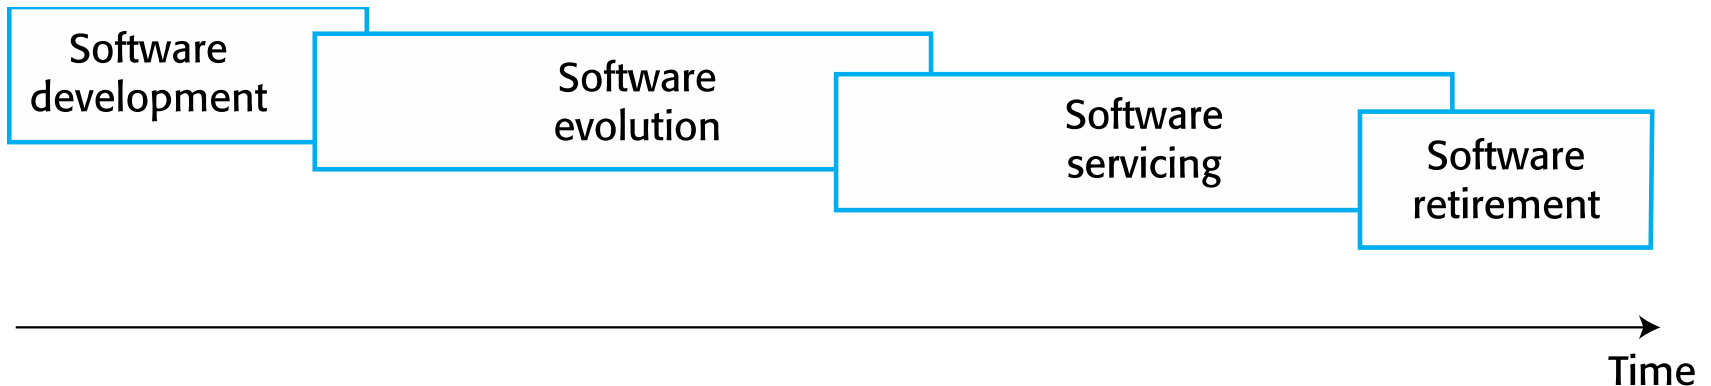 Software
development
Software
evolution
Software
servicing
Software
retirement
Time